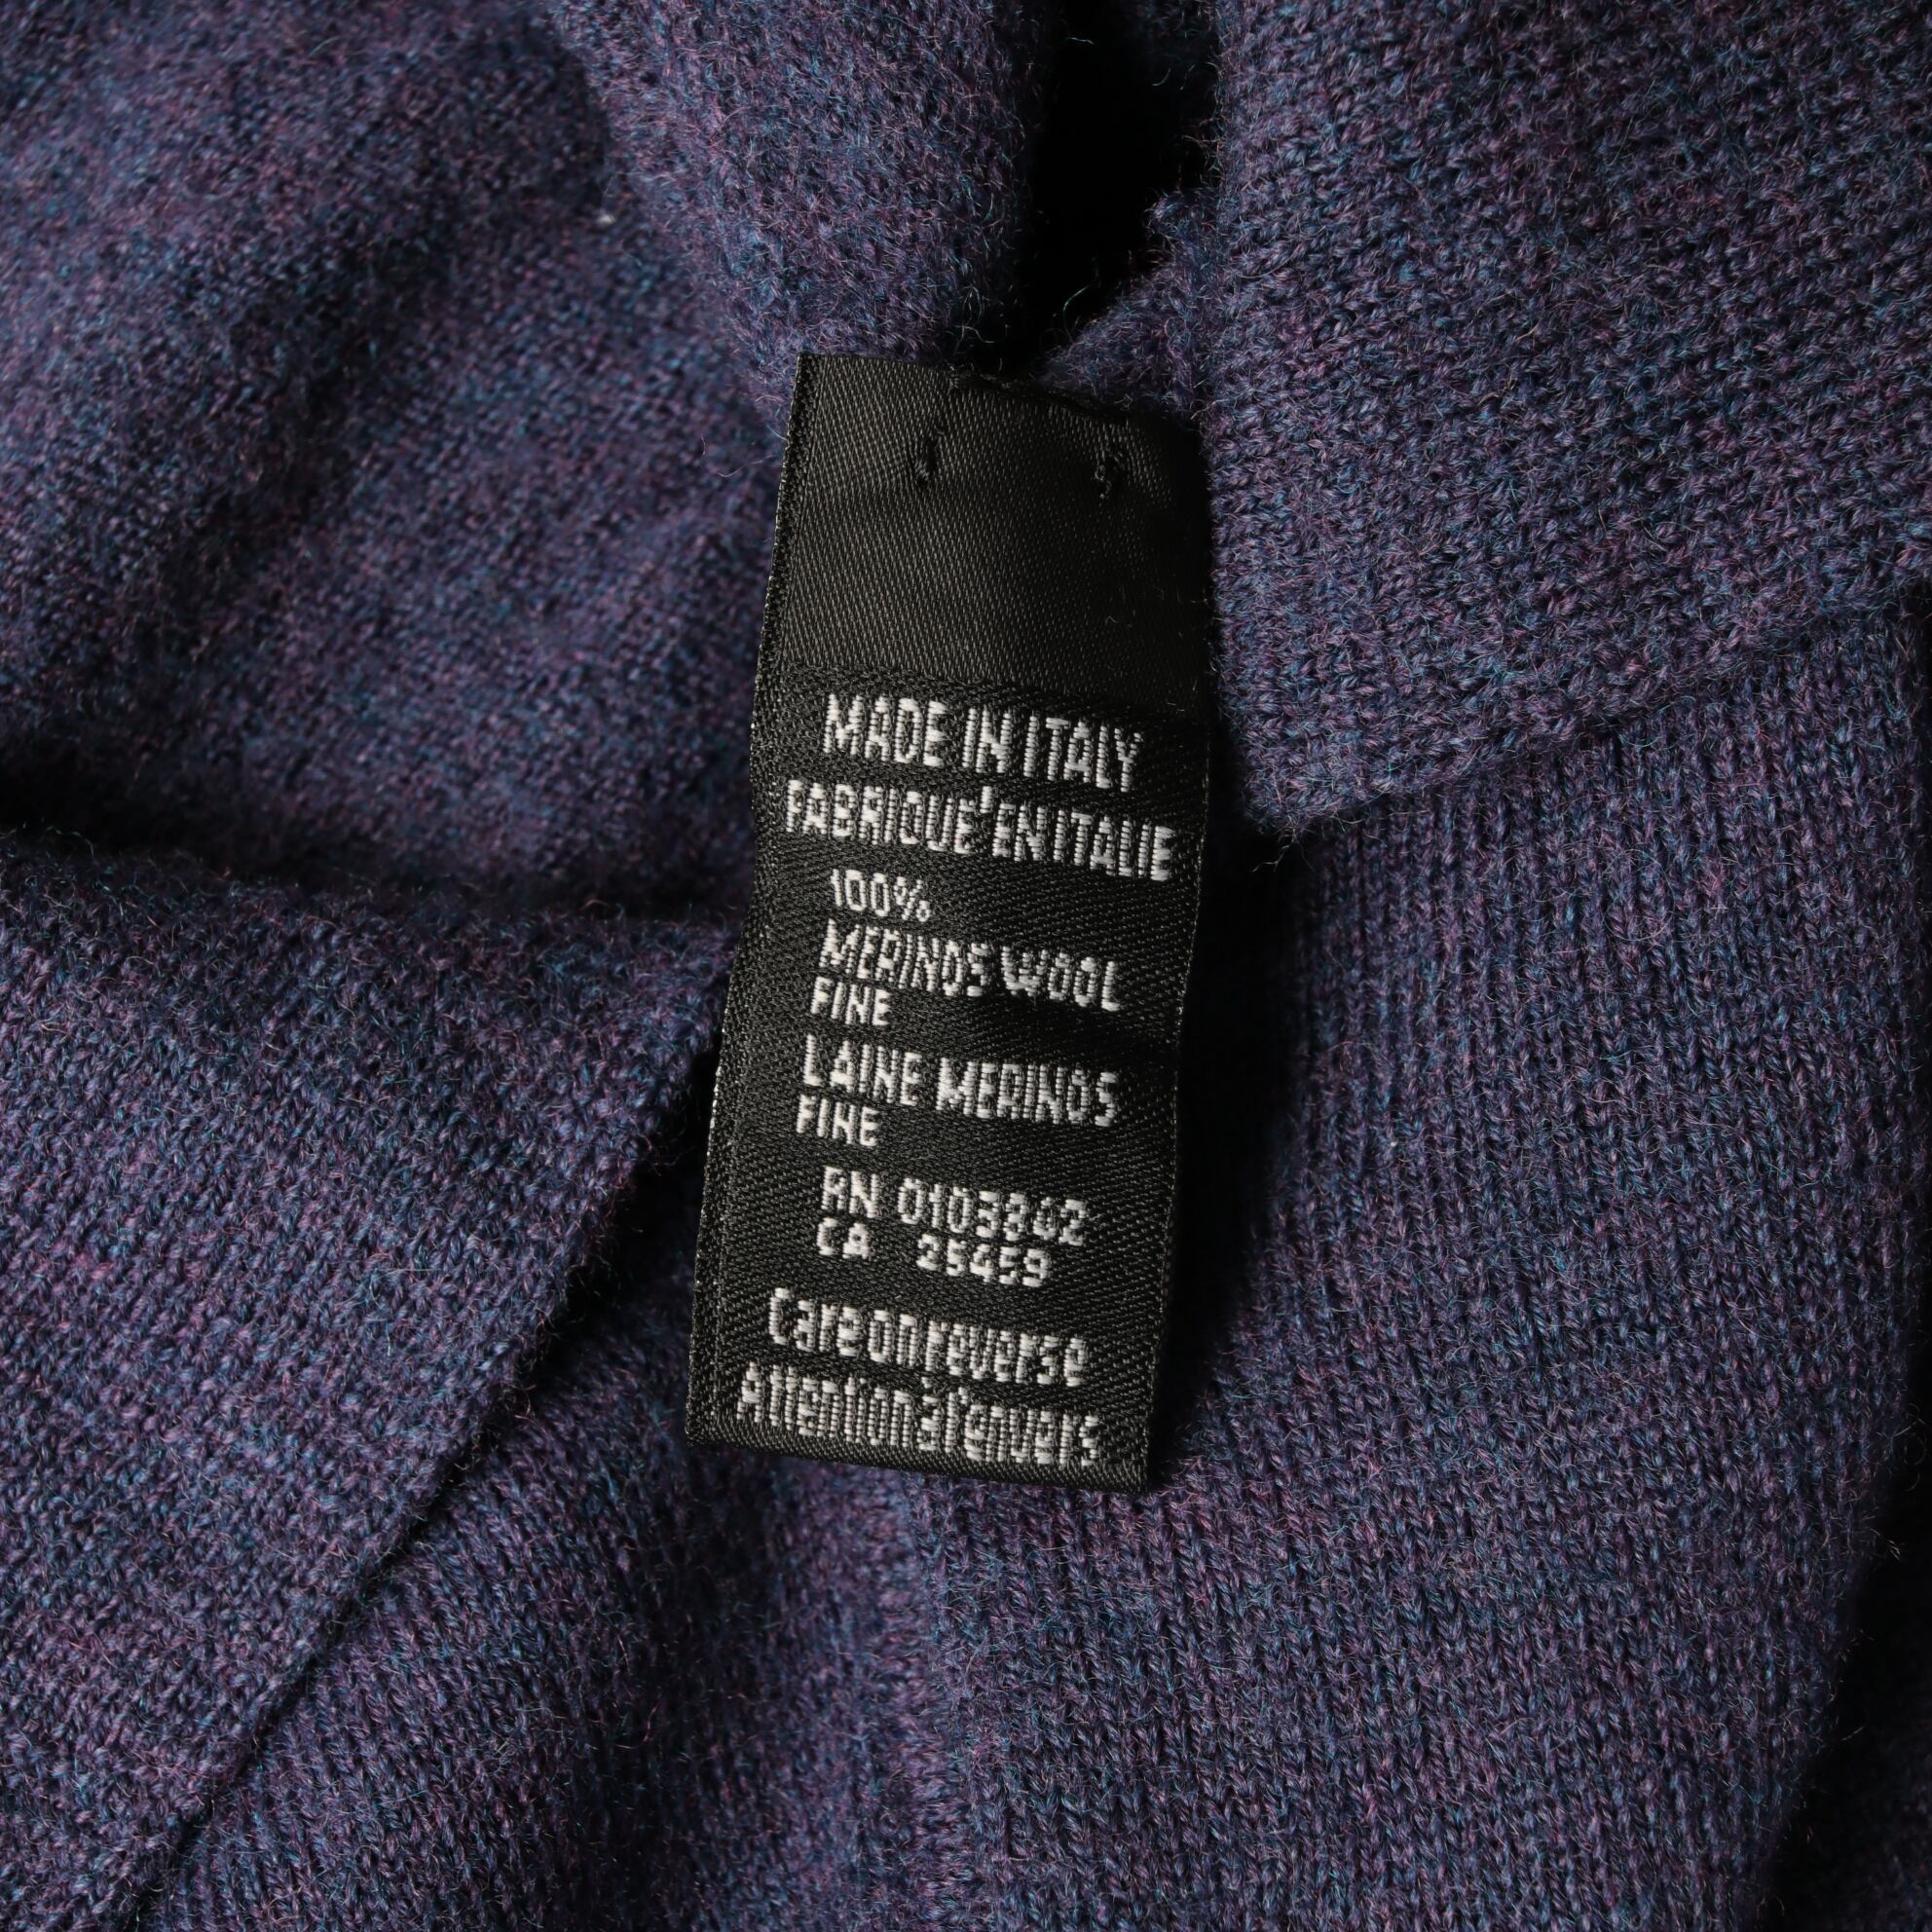 MADE IN ITALY
FABRIQUE'EN ITALIE
100%
MERINOS WOOL
FINE
LAINE MERINOS
FINE
RN
CA 25459
Care on reverse
Attention a l'envers